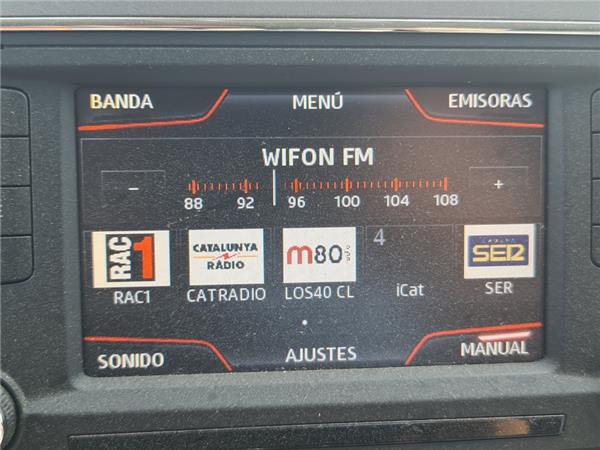 BANDA MENÚ EMISORAS
WIFON FM
- +
88 92 96 100 104 108
RAC 1 CATALUNYA RÀDIO m80 4 CADENA SER
RAC1 CATRADIO LOS40 CL iCat SER
SONIDO AJUSTES MANUAL